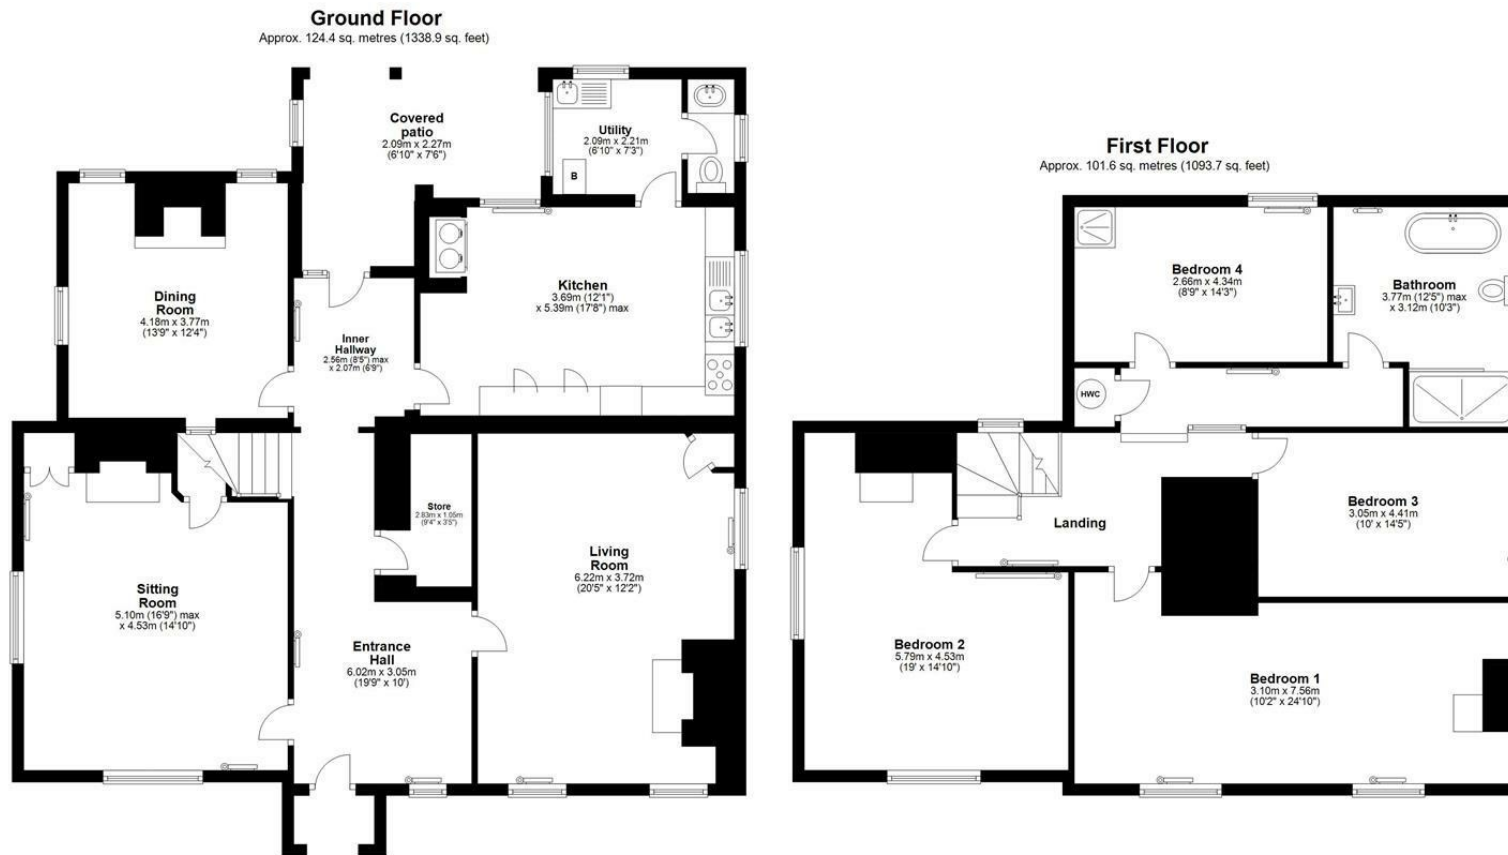 Ground Floor
Approx. 124.4 sq. metres (1338.9 sq. feet)
Covered
patio
2.09m x 2.27m
(6'10" x 7'6")
Utility
2.09m x 2.21m
(6'10" x 7'3")
B
Dining
Room
4.18m x 3.77m
(13'9" x 12'4")
Kitchen
3.69m (12'1")
x 5.39m (17'8") max
Inner
Hallway
2.56m (8'5") max
x 2.07m (6'9")
Store
2.83m x 1.05m
(9'4" x 3'5")
Living
Room
6.22m x 3.72m
(20'5" x 12'2")
Sitting
Room
5.10m (16'9") max
x 4.53m (14'10")
Entrance
Hall
6.02m x 3.05m
(19'9" x 10')
First Floor
Approx. 101.6 sq. metres (1093.7 sq. feet)
Bedroom 4
2.66m x 4.34m
(8'9" x 14'3")
Bathroom
3.77m (12'5") max
x 3.12m (10'3")
HWC
Bedroom 3
3.05m x 4.41m
(10' x 14'5")
Landing
Bedroom 2
5.79m x 4.53m
(19' x 14'10")
Bedroom 1
3.10m x 7.56m
(10'2" x 24'10")